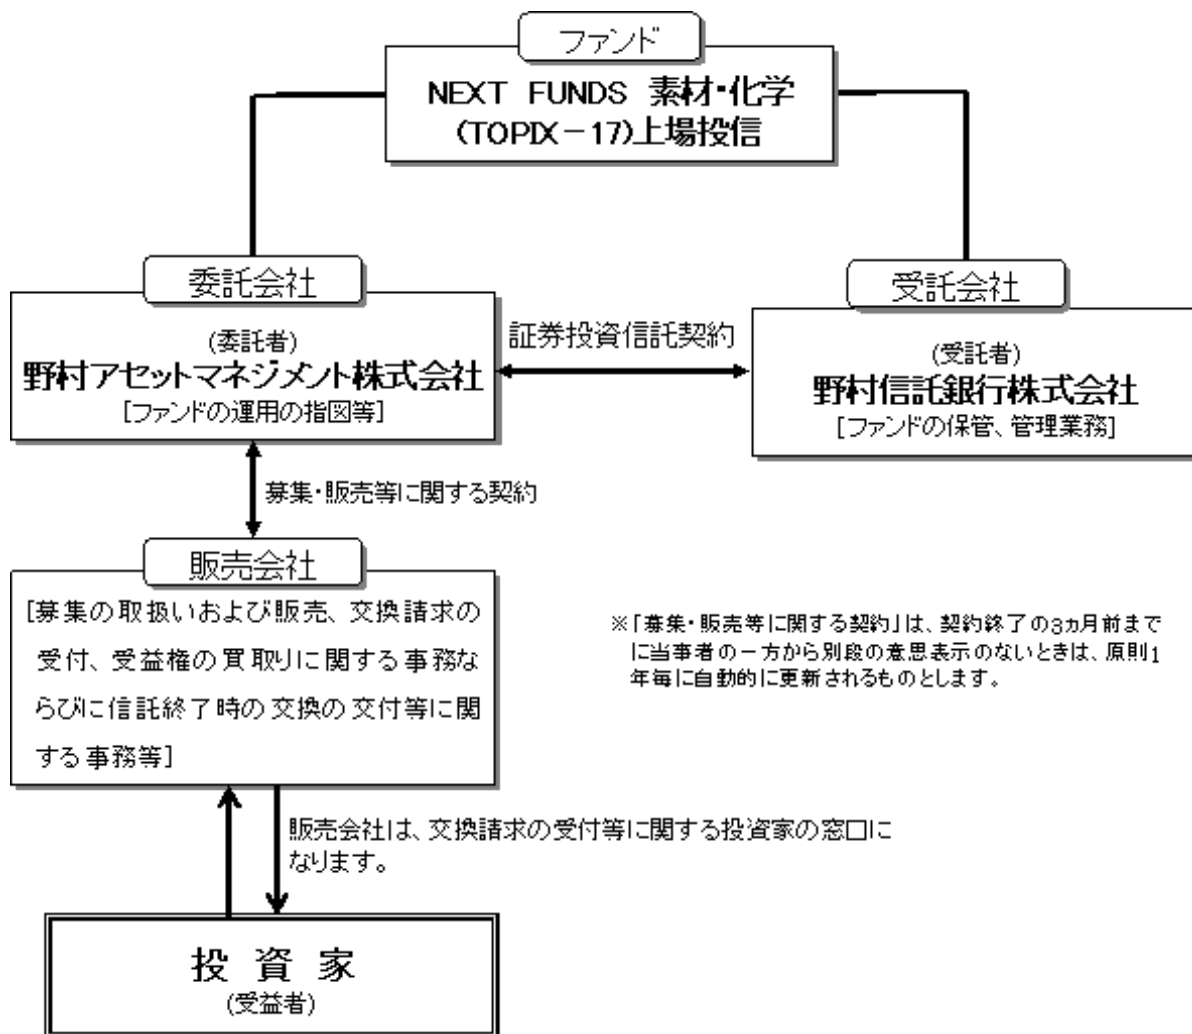 ファンド
NEXT FUNDS 素材・化学
(TOPIX－17)上場投信
委託会社
(委託者)
野村アセットマネジメント株式会社
[ファンドの運用の指図等]
証券投資信託契約
受託会社
(受託者)
野村信託銀行株式会社
[ファンドの保管、管理業務]
募集・販売等に関する契約
販売会社
[募集の取扱いおよび販売、交換請求の
受付、受益権の買取りに関する事務な
らびに信託終了時の交換の交付等に関
する事務等]
※「募集・販売等に関する契約」は、契約終了の3ヵ月前まで
に当事者の一方から別段の意思表示のないときは、原則1
年毎に自動的に更新されるものとします。
販売会社は、交換請求の受付等に関する投資家の窓口に
なります。
投資家
(受益者)